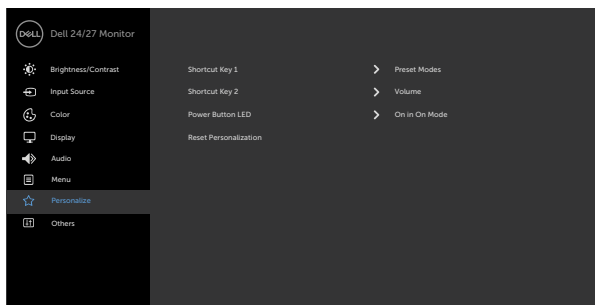 DELL Dell 24/27 Monitor
Brightness/Contrast Shortcut Key 1 Preset Modes
Input Source Shortcut Key 2 Volume
Color Power Button LED On in On Mode
Display Reset Personalization
Audio
Menu
Personalize
Others